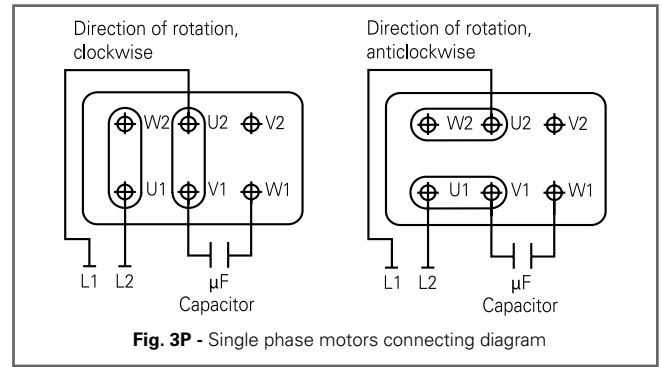 Direction of rotation,
clockwise
W2 U2 V2
U1 V1 W1
L1 L2
µF
Capacitor
Direction of rotation,
anticlockwise
W2 U2 V2
U1 V1 W1
L1 L2
µF
Capacitor
Fig. 3P - Single phase motors connecting diagram